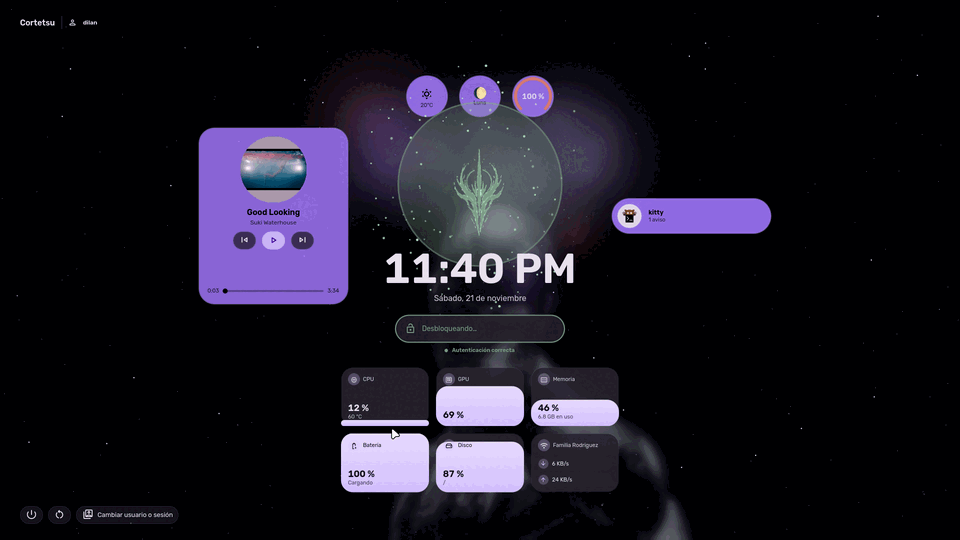 Cortetsu
dilan
20°C
100 %
Good Looking
Suki Waterhouse
0:03
3:34
kitty
1 aviso
11:40 PM
Sábado, 21 de noviembre
Desbloqueando...
Autenticación correcta
CPU
12 %
60 °C
GPU
69 %
Memoria
46 %
6.8 GB en uso
Batería
100 %
Cargando
Disco
87 %
/
Familia Rodriguez
6 KB/s
24 KB/s
Cambiar usuario o sesión